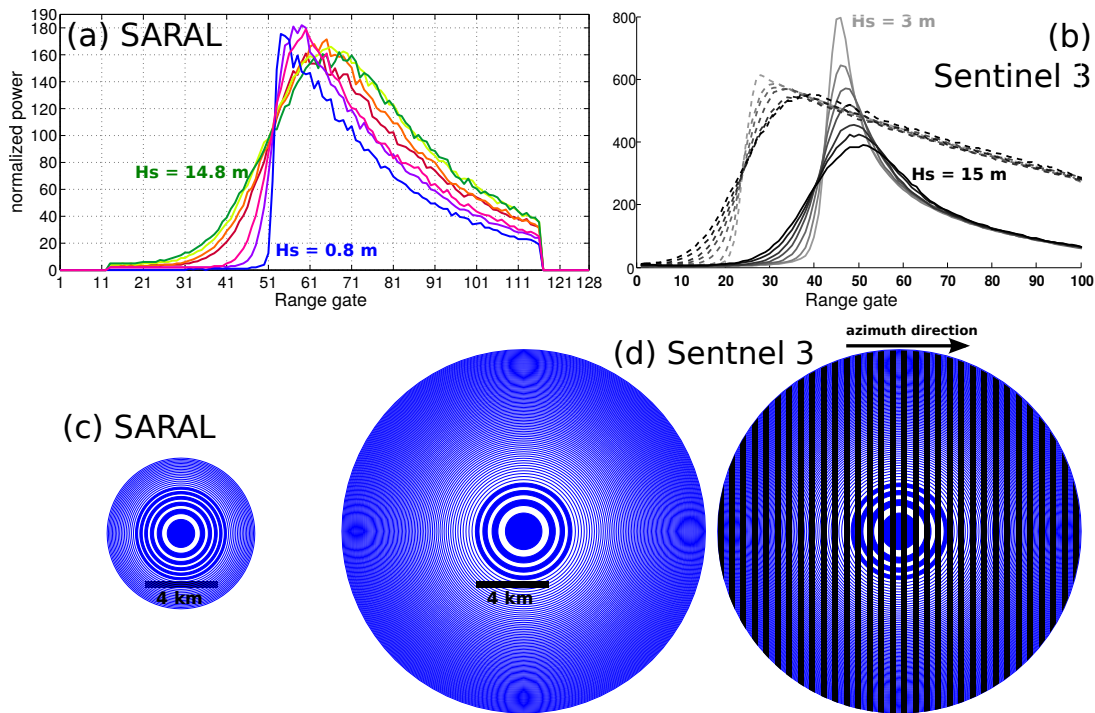 (a) SARAL
normalized power
190
180
160
140
120
100
80
60
40
20
0
Hs = 14.8 m
Hs = 0.8 m
1 11 21 31 41 51 61 71 81 91 101 111 121 128
Range gate
(b)
Sentinel 3
Hs = 3 m
Hs = 15 m
800
600
400
200
0
0 10 20 30 40 50 60 70 80 90 100
Range gate
(c) SARAL
4 km
(d) Sentnel 3
4 km
azimuth direction